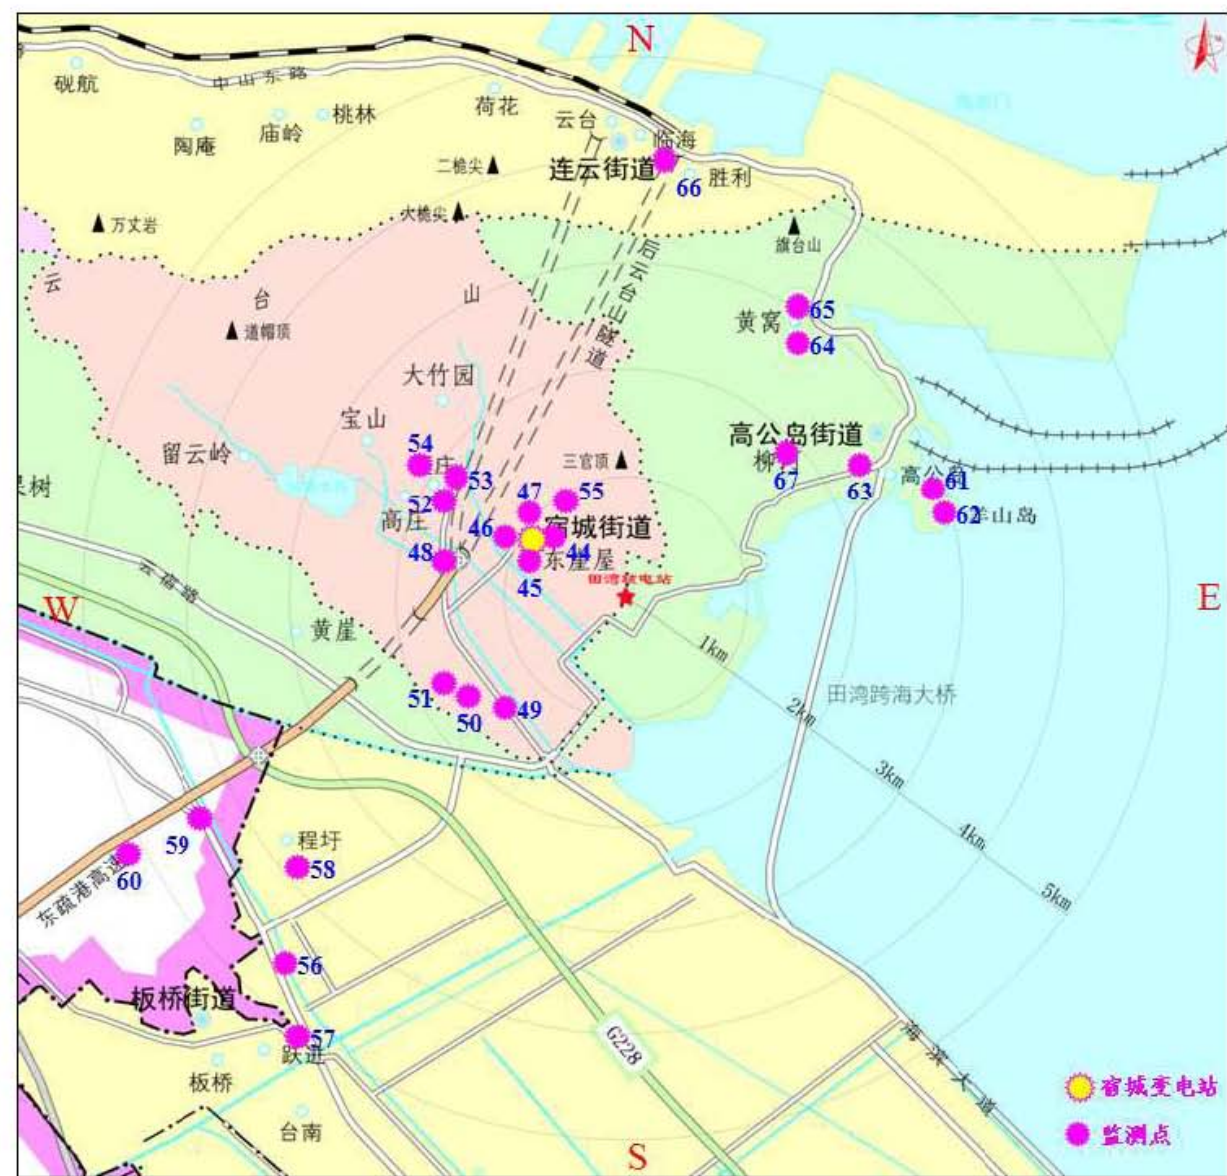 N
砚航
中山东路
荷花
桃林
庙岭
陶庵
云台
临海
连云街道
66
胜利
二桅尖
大桅尖
万丈岩
旗台山
云
台
山
后云台山隧道
道帽顶
黄窝
65
64
大竹园
宝山
留云岭
54
庄
53
三官顶
高公岛街道
柳
67
63
高公岛
61
62
羊山岛
52
高庄
47
55
46
宿城街道
44
48
45
东崖屋
田湾核电站
W
E
云宿路
黄崖
1km
51
50
49
2km
田湾跨海大桥
3km
4km
5km
59
60
东疏港高速
程圩
58
56
板桥街道
57
跃进
板桥
台南
G228
海滨大道
宿城变电站
监测点
S